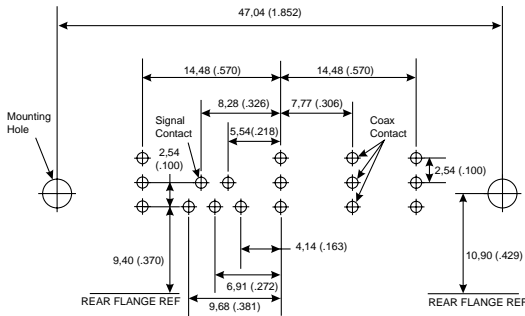 47,04 (1.852)
14,48 (.570)
14,48 (.570)
8,28 (.326)
7,77 (.306)
Mounting
Hole
Signal
Contact
Coax
Contact
5,54(.218)
2,54
(.100)
2,54 (.100)
4,14 (.163)
9,40 (.370)
10,90 (.429)
6,91 (.272)
REAR FLANGE REF
9,68 (.381)
REAR FLANGE REF